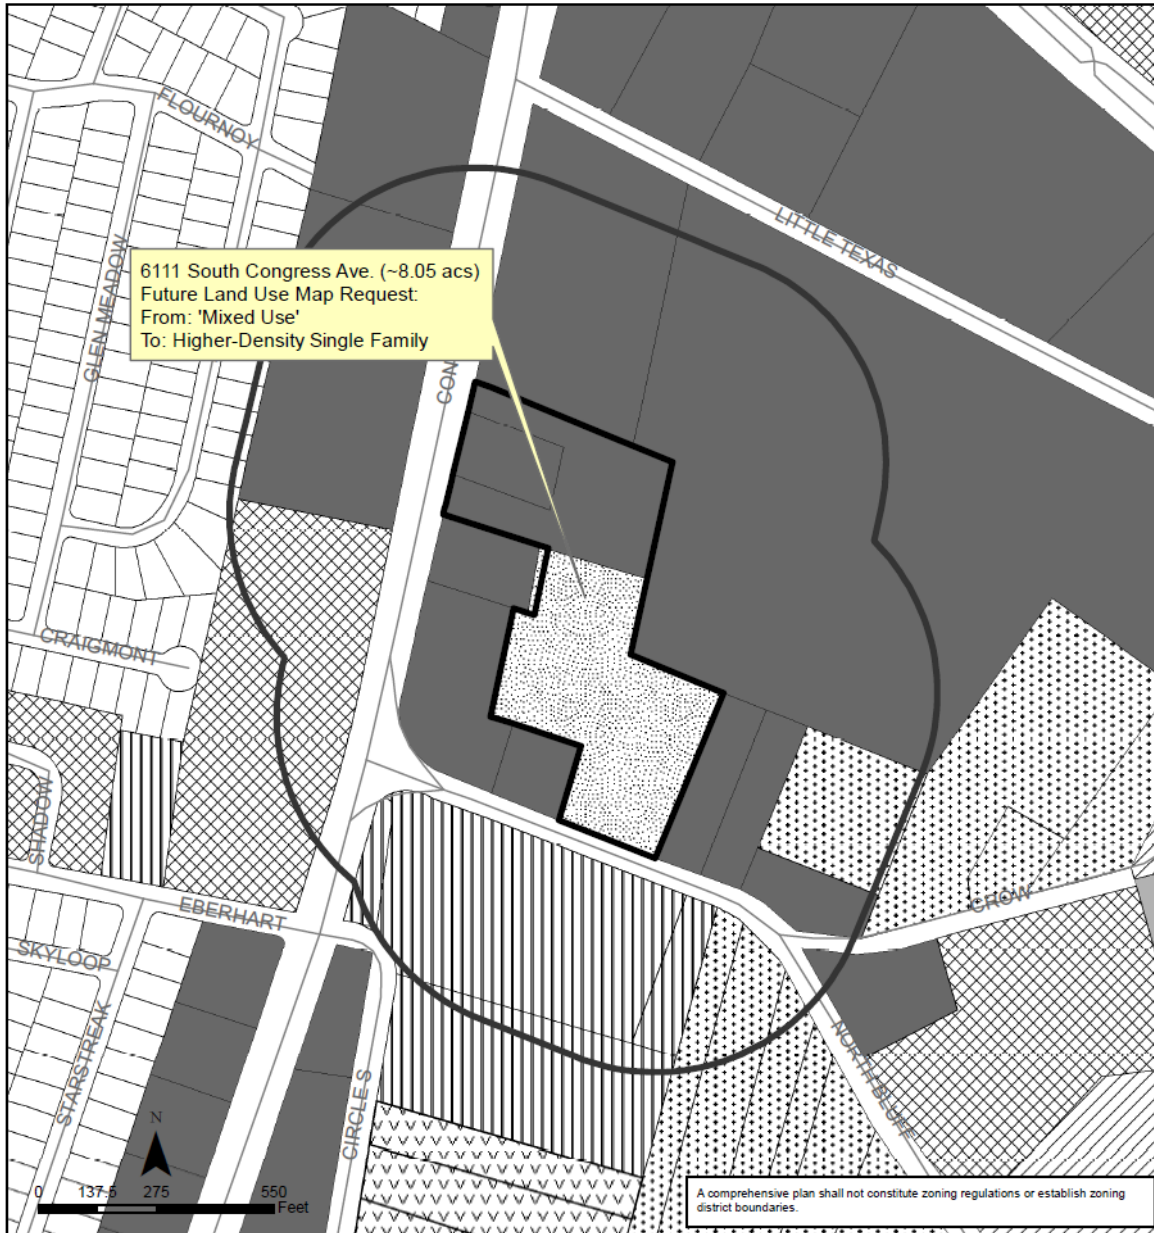 FLOURNOY
LITTLE TEXAS
GLEN MEADOW
6111 South Congress Ave. (~8.05 acs)
Future Land Use Map Request:
From: 'Mixed Use'
To: Higher-Density Single Family
CON
CRAIGMONT
SHADOW
EBERHART
CROW
SKYLOOP
STARSTREAK
CIRCLE S
NORTH BLUFF
N
0 137.5 275 550
Feet
A comprehensive plan shall not constitute zoning regulations or establish zoning
district boundaries.